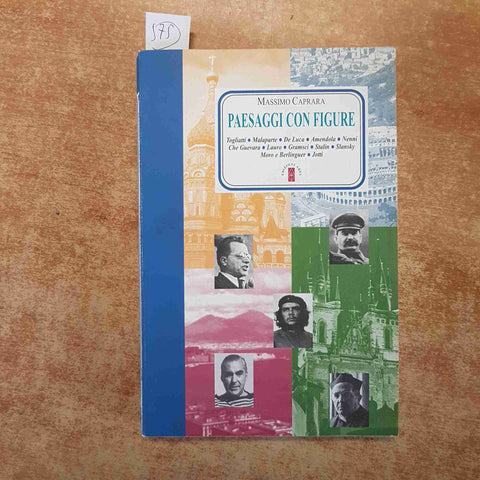 575
MASSIMO CAPRARA
PAESAGGI CON FIGURE
Togliatti • Malaparte • De Luca • Amendola • Nenni
Che Guevara • Lauro • Gramsci • Stalin • Slansky
Moro e Berlinguer • Jotti